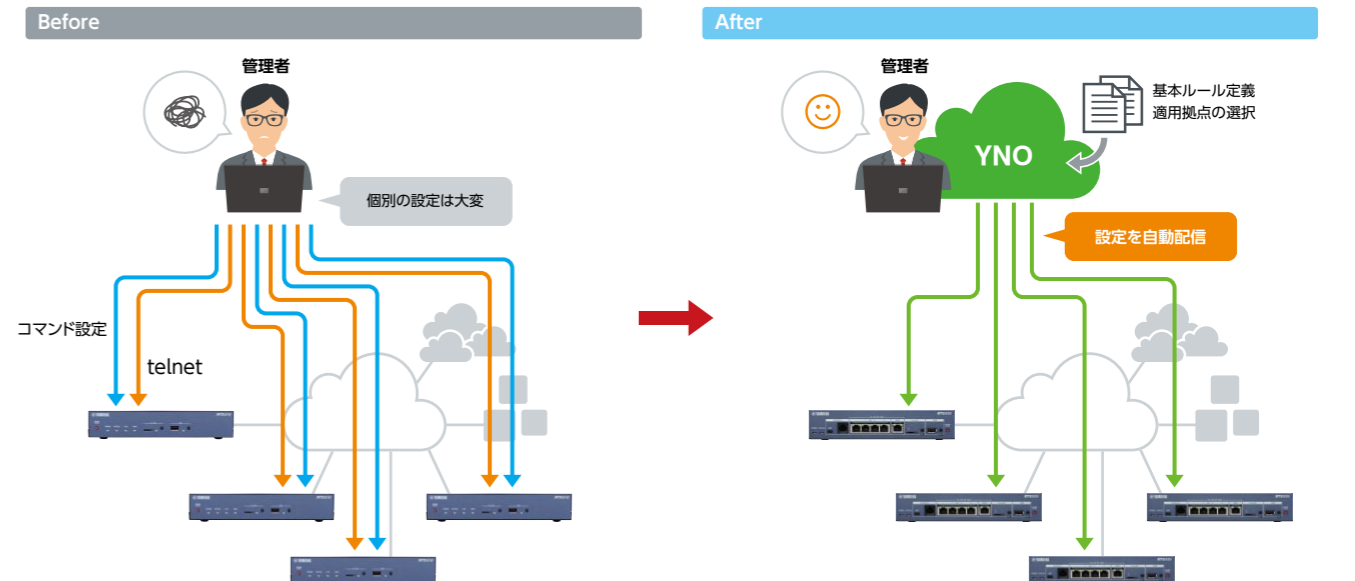 Before
管理者
個別の設定は大変
コマンド設定
telnet
After
管理者
基本ルール定義
適用拠点の選択
YNO
設定を自動配信